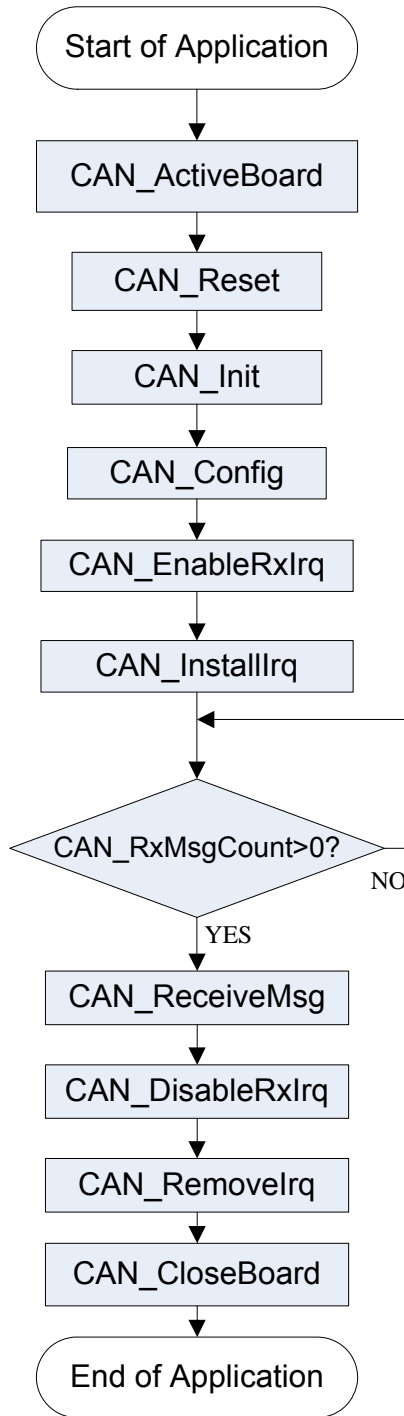 Start of Application
CAN_ActiveBoard
CAN_Reset
CAN_Init
CAN_Config
CAN_EnableRxIrq
CAN_InstallIrq
CAN_RxMsgCount>0?
NO
YES
CAN_ReceiveMsg
CAN_DisableRxIrq
CAN_RemoveIrq
CAN_CloseBoard
End of Application